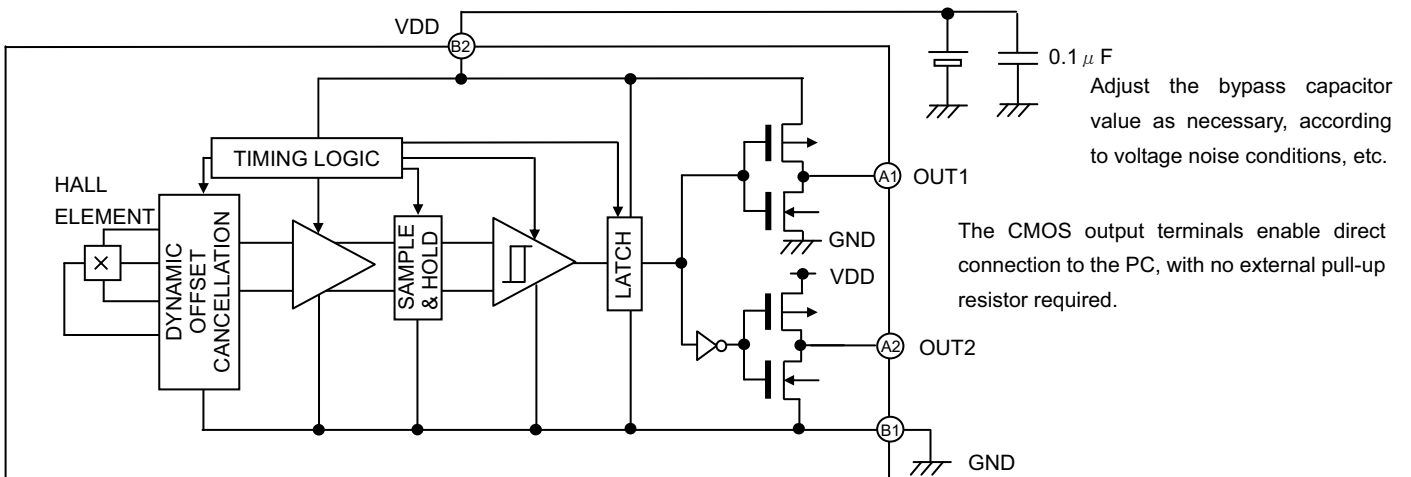 VDD
B2
0.1 μ F
Adjust the bypass capacitor
value as necessary, according
to voltage noise conditions, etc.
TIMING LOGIC
HALL
ELEMENT
×
DYNAMIC
OFFSET
CANCELLATION
SAMPLE
& HOLD
LATCH
A1
OUT1
GND
The CMOS output terminals enable direct
connection to the PC, with no external pull-up
resistor required.
VDD
A2
OUT2
B1
GND